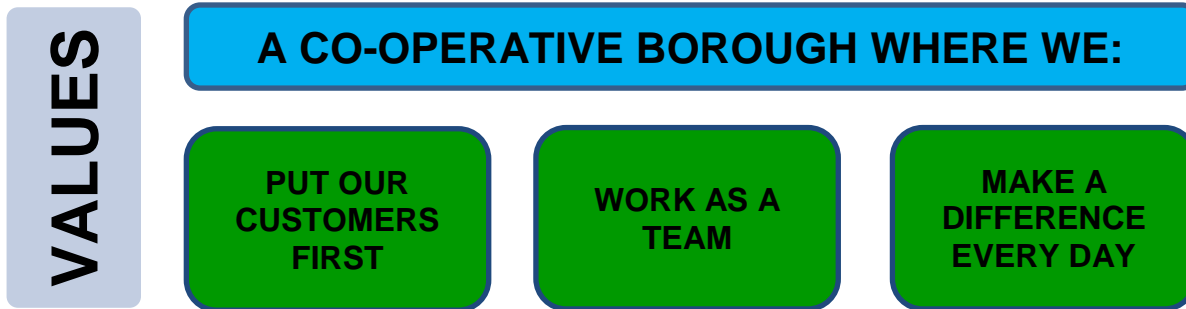 VALUES
A CO-OPERATIVE BOROUGH WHERE WE:
PUT OUR
CUSTOMERS
FIRST
WORK AS A
TEAM
MAKE A
DIFFERENCE
EVERY DAY